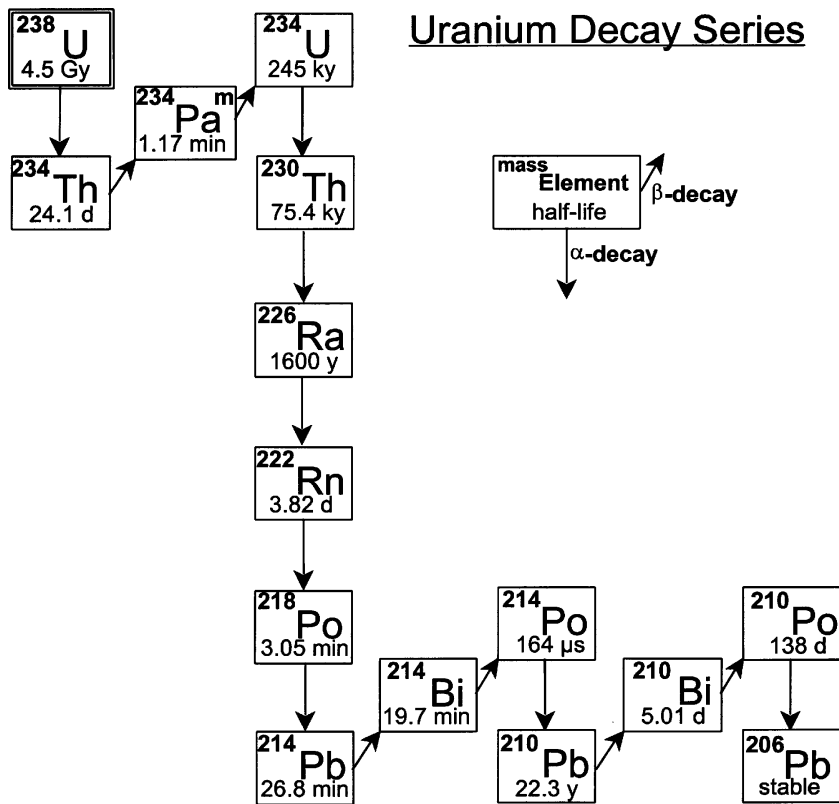 Uranium Decay Series
238 U
4.5 Gy
234 Th
24.1 d
234 Pa m
1.17 min
234 U
245 ky
230 Th
75.4 ky
226 Ra
1600 y
222 Rn
3.82 d
218 Po
3.05 min
214 Pb
26.8 min
214 Bi
19.7 min
214 Po
164 µs
210 Pb
22.3 y
210 Bi
5.01 d
210 Po
138 d
206 Pb
stable
mass
Element
half-life
β-decay
α-decay